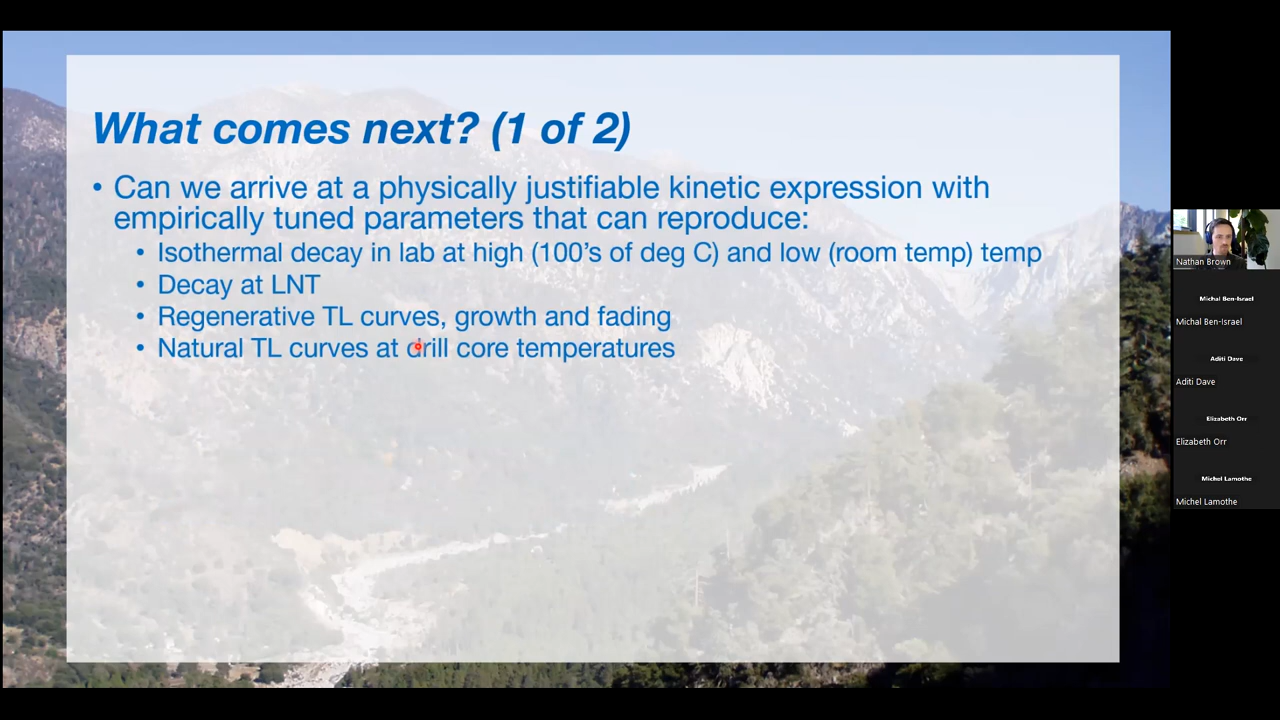 What comes next? (1 of 2)
• Can we arrive at a physically justifiable kinetic expression with
empirically tuned parameters that can reproduce:
• Isothermal decay in lab at high (100's of deg C) and low (room temp) temp
• Decay at LNT
• Regenerative TL curves, growth and fading
• Natural TL curves at drill core temperatures
Nathan Brown
Michal Ben-Israel
Michal Ben-Israel
Aditi Dave
Aditi Dave
Elizabeth Orr
Elizabeth Orr
Michel Lamothe
Michel Lamothe